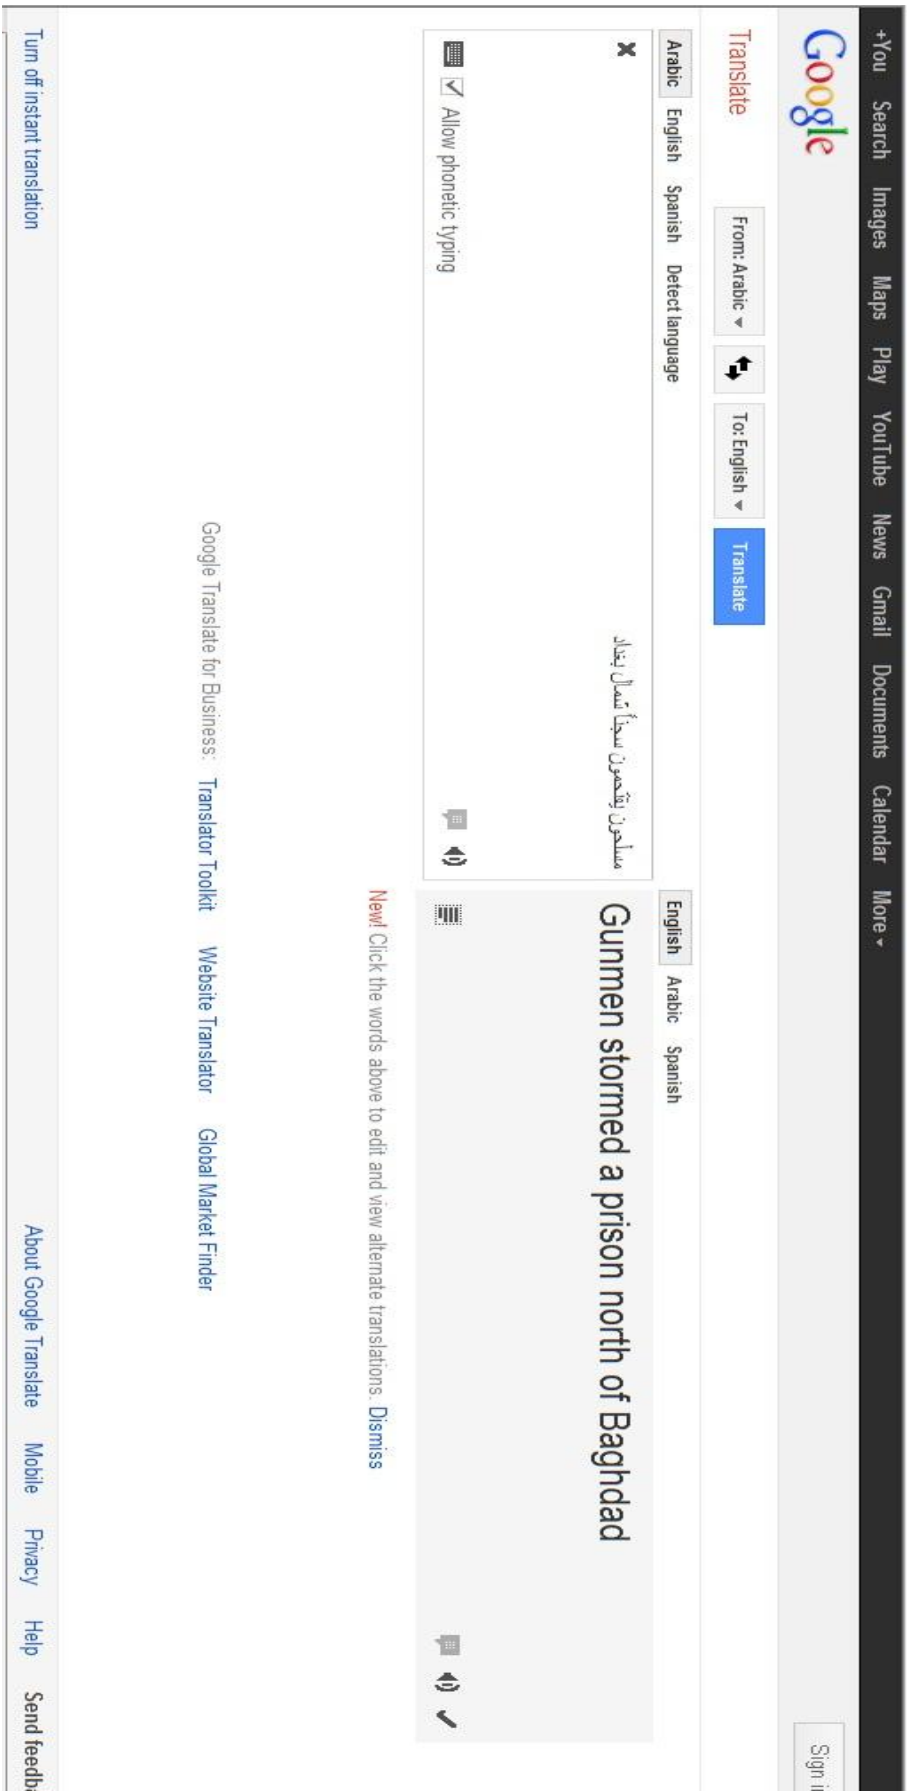 +You Search Images Maps Play YouTube News Gmail Documents Calendar More
Google
Translate From: Arabic To: English Translate
Arabic English Spanish Detect language
English Arabic Spanish
مسلحون يقتحمون سجناً شمال بغداد
Gunmen stormed a prison north of Baghdad
Allow phonetic typing
New! Click the words above to edit and view alternate translations. Dismiss
Google Translate for Business: Translator Toolkit Website Translator Global Market Finder
Turn off instant translation About Google Translate Mobile Privacy Help Send